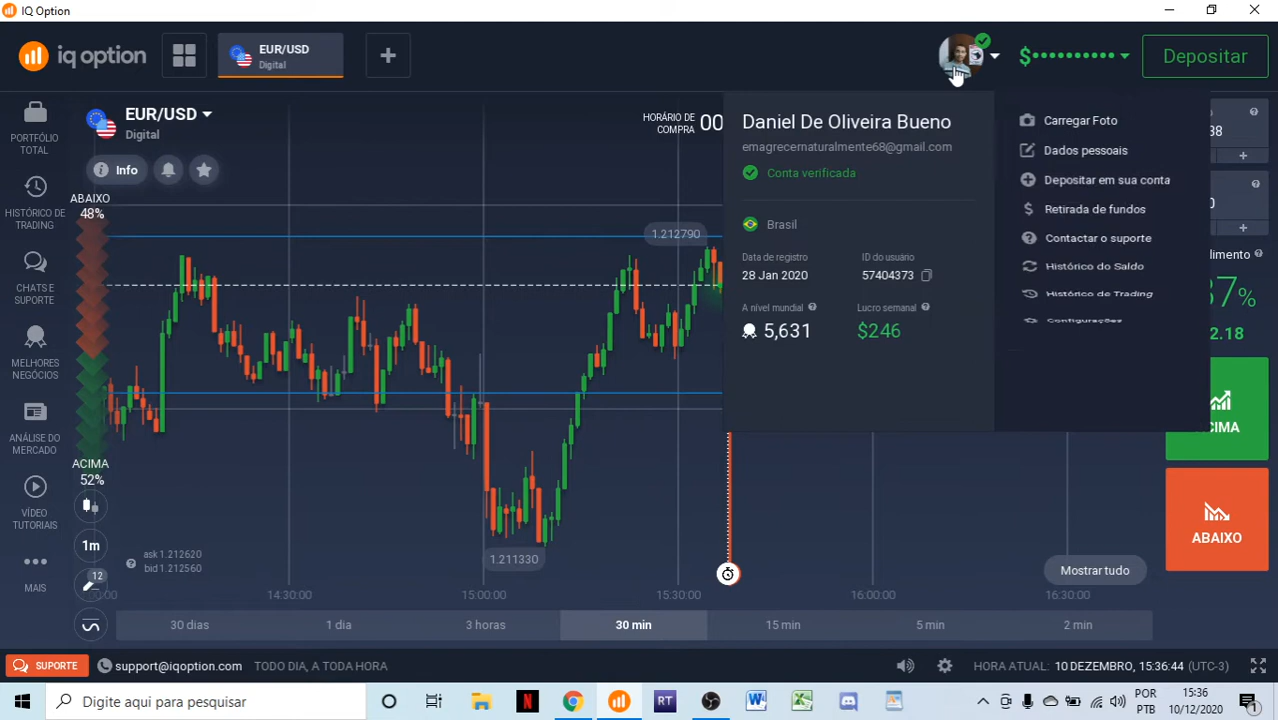 IQ Option
iq option
EUR/USD
Digital
Depositar
EUR/USD
Digital
Info
HORÁRIO DE
COMPRA
00
PORTFÓLIO
TOTAL
HISTÓRICO DE
TRADING
CHATS E
SUPORTE
MELHORES
NEGÓCIOS
ANÁLISE DO
MERCADO
VÍDEO
TUTORIAIS
MAIS
ABAIXO
48%
ACIMA
52%
1m
12
ask 1.212620
bid 1.212560
1.212790
1.211330
Daniel De Oliveira Bueno
emagrecernaturalmente68@gmail.com
Conta verificada
Brasil
Data de registro
28 Jan 2020
ID do usuário
57404373
A nível mundial
5,631
Lucro semanal
$246
Carregar Foto
Dados pessoais
Depositar em sua conta
Retirada de fundos
Contactar o suporte
Histórico do Saldo
Histórico de Trading
Configurações
%
2.18
CIMA
ABAIXO
Mostrar tudo
14:30:00
15:00:00
15:30:00
16:00:00
16:30:00
30 dias
1 dia
3 horas
30 min
15 min
5 min
2 min
SUPORTE
support@iqoption.com
TODO DIA, A TODA HORA
HORA ATUAL: 10 DEZEMBRO, 15:36:44 (UTC-3)
Digite aqui para pesquisar
RT
POR
PTB
15:36
10/12/2020
1